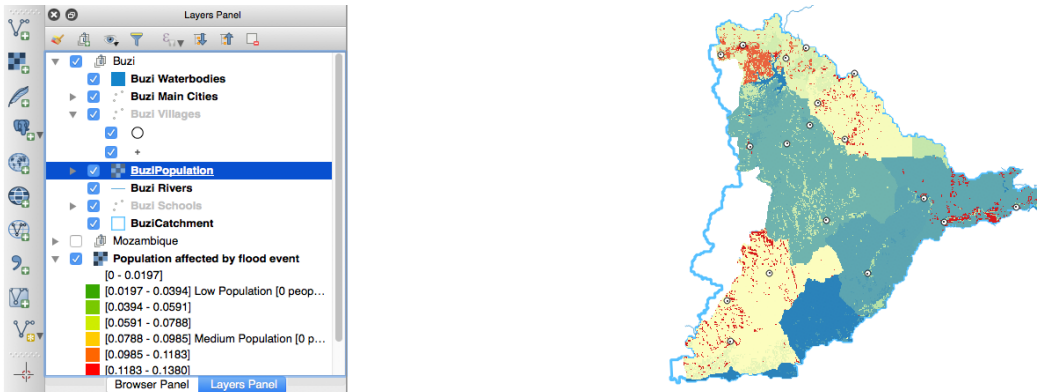 Layers Panel
Buzi
Buzi Waterbodies
Buzi Main Cities
Buzi Villages
BuziPopulation
Buzi Rivers
Buzi Schools
BuziCatchment
Mozambique
Population affected by flood event
[0 - 0.0197]
[0.0197 - 0.0394] Low Population [0 peop...
[0.0394 - 0.0591]
[0.0591 - 0.0788]
[0.0788 - 0.0985] Medium Population [0 p...
[0.0985 - 0.1183]
[0.1183 - 0.1380]
Browser Panel Layers Panel